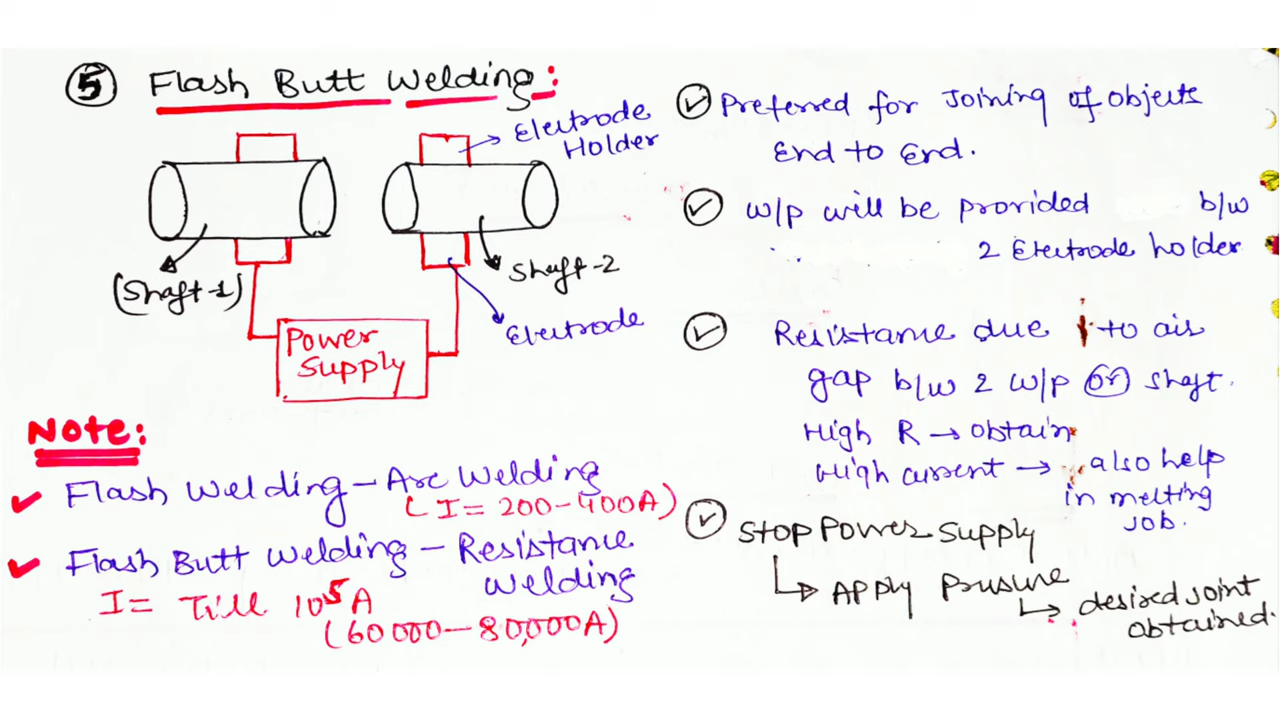 5 Flash Butt Welding:
Electrode
Holder
(Shaft-1)
Shaft-2
Electrode
Power
Supply
Note:
Flash Welding - Arc Welding
(I = 200-400A)
Flash Butt Welding - Resistance
Welding
I = Till 10⁵A
(60000-80,000A)
Preferred for Joining of objects
End to End.
W/p will be provided b/w
2 Electrode holder
Resistance due to air
gap b/w 2 W/p or shaft.
High R → obtain
High current → also help
in melting
job.
Stop Power Supply
↳ Apply Prusure
↳ desired joint
obtained.